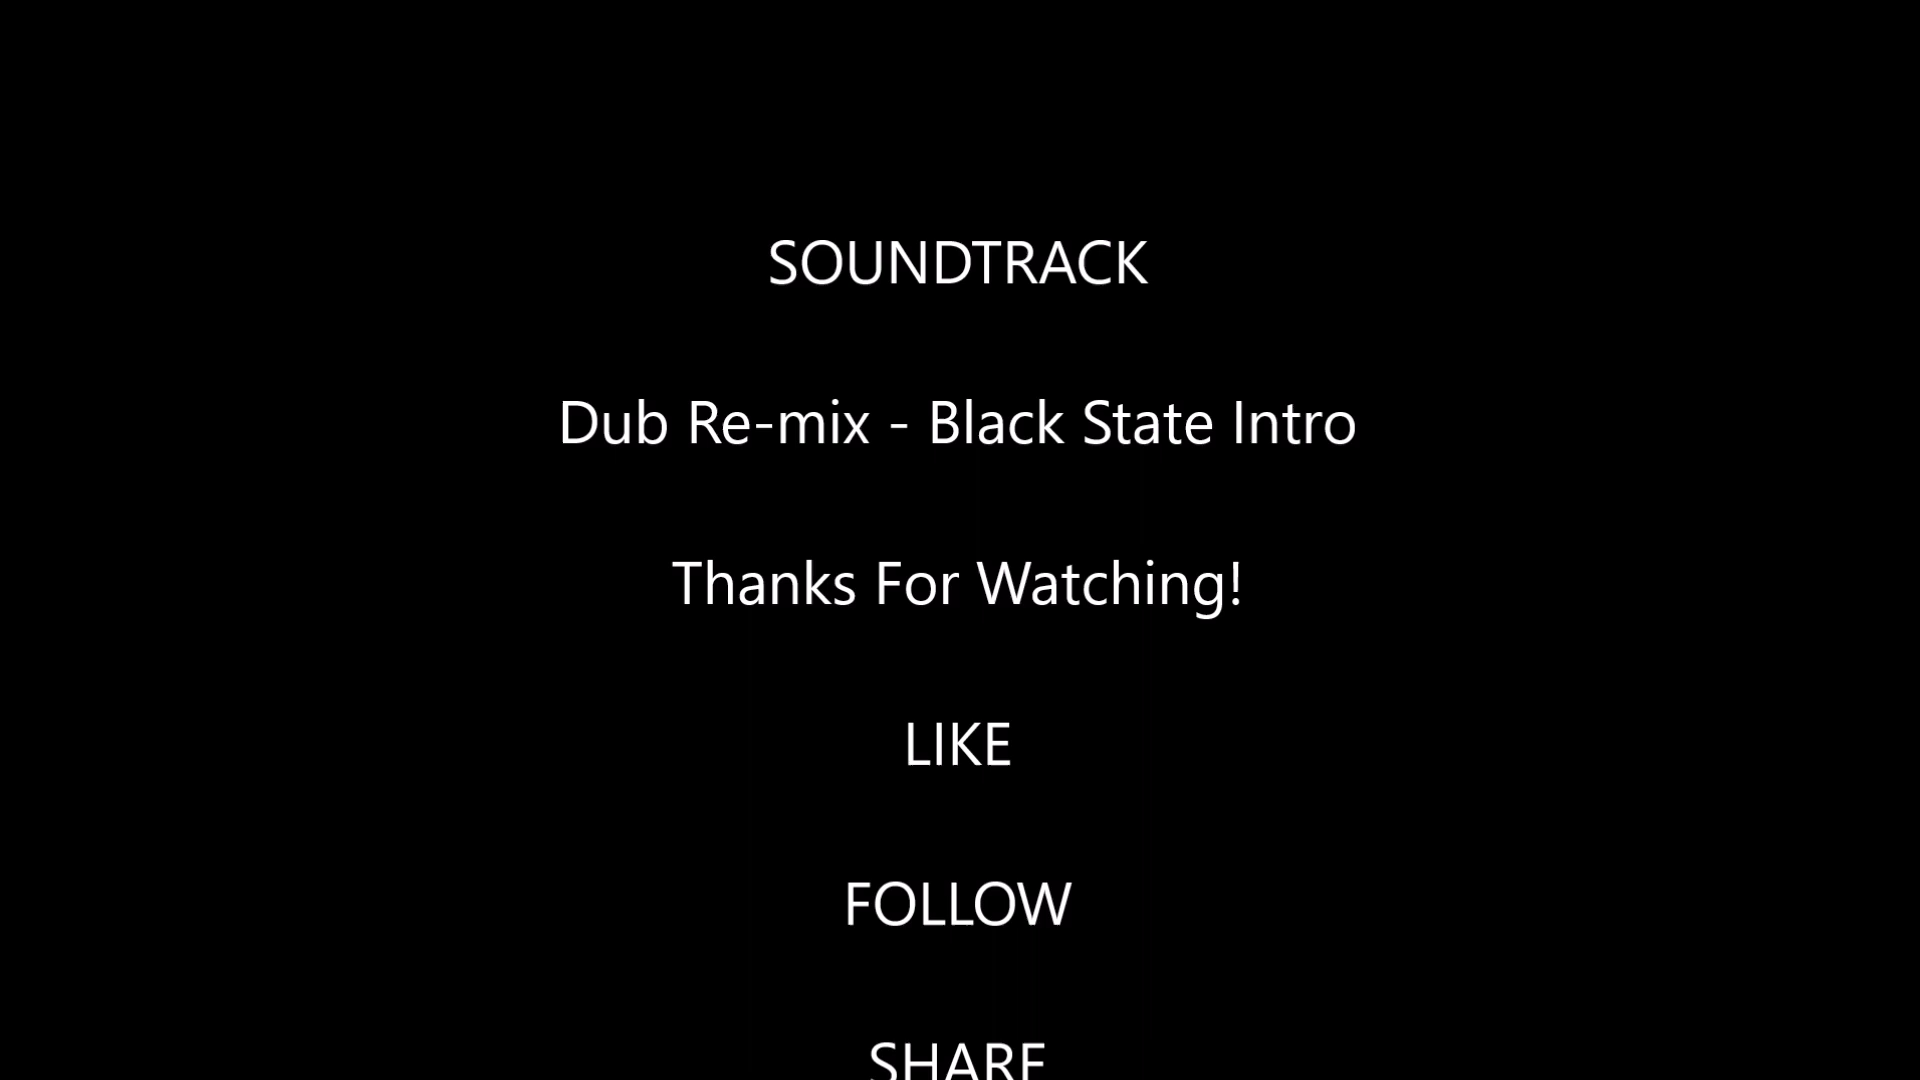 SOUNDTRACK
Dub Re-mix - Black State Intro
Thanks For Watching!
LIKE
FOLLOW
SHARE